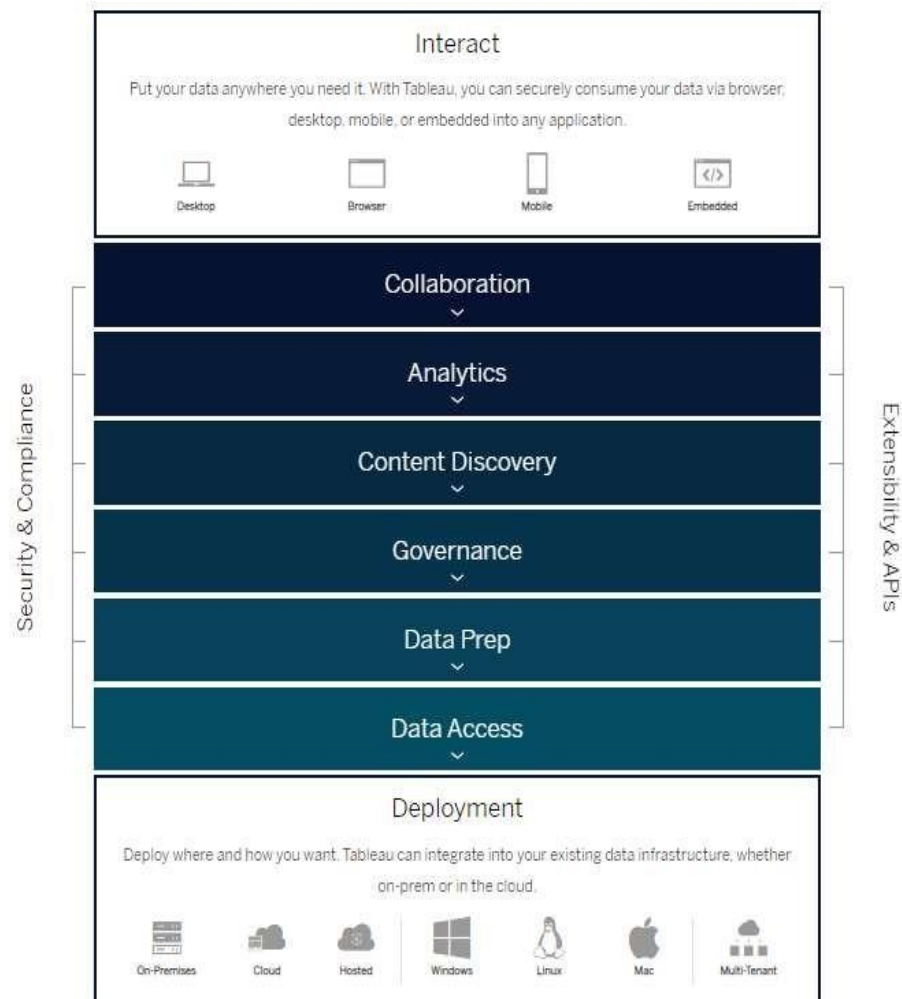 Interact
Put your data anywhere you need it. With Tableau, you can securely consume your data via browser,
desktop, mobile, or embedded into any application.
Desktop
Browser
Mobile
</>
Embedded
Security & Compliance
Collaboration
Analytics
Content Discovery
Governance
Data Prep
Data Access
Extensibility & APIs
Deployment
Deploy where and how you want. Tableau can integrate into your existing data infrastructure, whether
on-prem or in the cloud.
On-Premises
Cloud
Hosted
Windows
Linux
Mac
Multi-Tenant